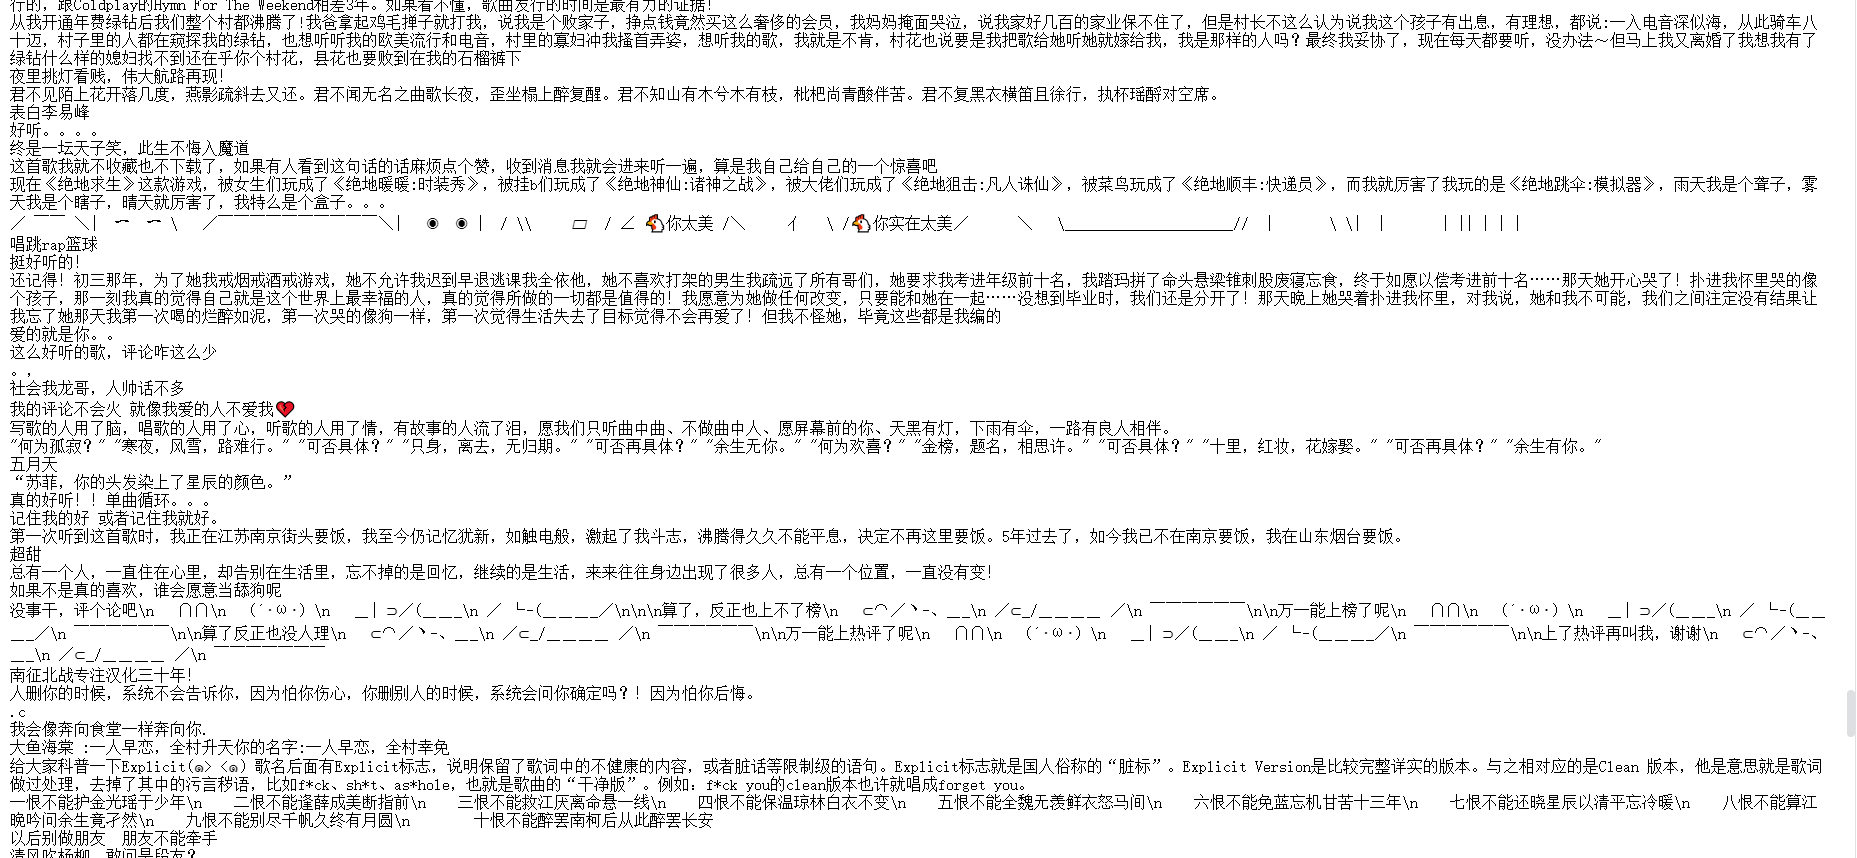 行的，跟Coldplay的Hymn For The Weekend相差3年。如果看不懂，歌曲发行的时间是最有力的证据！
从我开通年费绿钻后我们整个村都沸腾了!我爸拿起鸡毛掸子就打我，说我是个败家子，挣点钱竟然买这么奢侈的会员，我妈妈掩面哭泣，说我家好几百的家业保不住了，但是村长不这么认为说我这个孩子有出息，有理想，都说:一入电音深似海，从此骑车八
十迈，村子里的人都在窥探我的绿钻，也想听听我的欧美流行和电音，村里的寡妇冲我搔首弄姿，想听我的歌，我就是不肯，村花也说要是我把歌给她听她就嫁给我，我是那样的人吗？最终我妥协了，现在每天都要听，没办法～但马上我又离婚了我想我有了
绿钻什么样的媳妇找不到还在乎你个村花，县花也要败到在我的石榴裤下
夜里挑灯看贱，伟大航路再现！
君不见陌上花开落几度，燕影疏斜去又还。君不闻无名之曲歌长夜，歪坐榻上醉复醒。君不知山有木兮木有枝，枇杷尚青酸伴苦。君不复黑衣横笛且徐行，执杯瑶酹对空席。
表白李易峰
好听。。。。
终是一坛天子笑，此生不悔入魔道
这首歌我就不收藏也不下载了，如果有人看到这句话的话麻烦点个赞，收到消息我就会进来听一遍，算是我自己给自己的一个惊喜吧
现在《绝地求生》这款游戏，被女生们玩成了《绝地暖暖:时装秀》，被挂b们玩成了《绝地神仙:诸神之战》，被大佬们玩成了《绝地狙击:凡人诛仙》，被菜鸟玩成了《绝地顺丰:快递员》，而我就厉害了我玩的是《绝地跳伞:模拟器》，雨天我是个聋子，雾
天我是个瞎子，晴天就厉害了，我特么是个盒子。。。
／ ￣￣ ＼|  ㇀  ㇀ \   ／￣￣￣￣￣￣￣￣￣￣＼|   ◉  ◉ |  / \\     ▱  / ∠ 🐔你太美 /＼     イ   \ /🐔你实在太美／      ＼   \＿＿＿＿＿＿＿＿＿＿＿//  |       \ \|  |       | || | | |
唱跳rap篮球
挺好听的！
还记得！初三那年，为了她我戒烟戒酒戒游戏，她不允许我迟到早退逃课我全依他，她不喜欢打架的男生我疏远了所有哥们，她要求我考进年级前十名，我踏玛拼了命头悬梁锥刺股废寝忘食，终于如愿以偿考进前十名……那天她开心哭了！扑进我怀里哭的像
个孩子，那一刻我真的觉得自己就是这个世界上最幸福的人，真的觉得所做的一切都是值得的！我愿意为她做任何改变，只要能和她在一起……没想到毕业时，我们还是分开了！那天晚上她哭着扑进我怀里，对我说，她和我不可能，我们之间注定没有结果让
我忘了她那天我第一次喝的烂醉如泥，第一次哭的像狗一样，第一次觉得生活失去了目标觉得不会再爱了！但我不怪她，毕竟这些都是我编的
爱的就是你。。
这么好听的歌，评论咋这么少
。，
社会我龙哥，人帅话不多
我的评论不会火 就像我爱的人不爱我💔
写歌的人用了脑，唱歌的人用了心，听歌的人用了情，有故事的人流了泪，愿我们只听曲中曲、不做曲中人、愿屏幕前的你、天黑有灯，下雨有伞，一路有良人相伴。
"何为孤寂？" "寒夜，风雪，路难行。" "可否具体？" "只身，离去，无归期。" "可否再具体？" "余生无你。" "何为欢喜？" "金榜，题名，相思许。" "可否具体？" "十里，红妆，花嫁娶。" "可否再具体？" "余生有你。"
五月天
“苏菲，你的头发染上了星辰的颜色。”
真的好听！！单曲循环。。。
记住我的好 或者记住我就好。
第一次听到这首歌时，我正在江苏南京街头要饭，我至今仍记忆犹新，如触电般，激起了我斗志，沸腾得久久不能平息，决定不再这里要饭。5年过去了，如今我已不在南京要饭，我在山东烟台要饭。
超甜
总有一个人，一直住在心里，却告别在生活里，忘不掉的是回忆，继续的是生活，来来往往身边出现了很多人，总有一个位置，一直没有变！
如果不是真的喜欢，谁会愿意当舔狗呢
没事干，评个论吧\n   ∩∩\n  （´･ω･）\n   ＿| ⊃／(＿＿_\n ／ └-(＿＿＿_／\n\n\n算了，反正也上不了榜\n   ⊂⌒／ヽ-、＿_\n ／⊂_/＿＿＿＿ ／\n ￣￣￣￣￣￣\n\n万一能上榜了呢\n   ∩∩\n  （´･ω･）\n   ＿| ⊃／(＿＿_\n ／ └-(＿＿
＿_／\n ￣￣￣￣￣￣\n\n算了反正也没人理\n   ⊂⌒／ヽ-、＿_\n ／⊂_/＿＿＿＿ ／\n ￣￣￣￣￣￣\n\n万一能上热评了呢\n   ∩∩\n  （´･ω･）\n   ＿| ⊃／(＿＿_\n ／ └-(＿＿＿_／\n ￣￣￣￣￣￣\n\n上了热评再叫我，谢谢\n   ⊂⌒／ヽ-、
＿_\n ／⊂_/＿＿＿＿ ／\n ￣￣￣￣￣￣￣
南征北战专注汉化三十年！
人删你的时候，系统不会告诉你，因为怕你伤心，你删别人的时候，系统会问你确定吗？！因为怕你后悔。
.c
我会像奔向食堂一样奔向你.
大鱼海棠 :一人早恋，全村升天你的名字:一人早恋，全村幸免
给大家科普一下Explicit(๑> <๑) 歌名后面有Explicit标志，说明保留了歌词中的不健康的内容，或者脏话等限制级的语句。Explicit标志就是国人俗称的“脏标”。Explicit Version是比较完整详实的版本。与之相对应的是Clean 版本，他是意思就是歌词
做过处理，去掉了其中的污言秽语，比如f*ck、sh*t、as*hole，也就是歌曲的“干净版”。例如：f*ck you的clean版本也许就唱成forget you。
一恨不能护金光瑶于少年\n    二恨不能逢薛成美断指前\n    三恨不能救江厌离命悬一线\n    四恨不能保温琼林白衣不变\n    五恨不能全魏无羡鲜衣怒马间\n    六恨不能免蓝忘机甘苦十三年\n    七恨不能还晓星辰以清平忘冷暖\n    八恨不能算江
晚吟问余生竟孑然\n    九恨不能别尽千帆久终有月圆\n        十恨不能醉罢南柯后从此醉罢长安
以后别做朋友  朋友不能牵手
清风吹杨柳，敢问是段友？